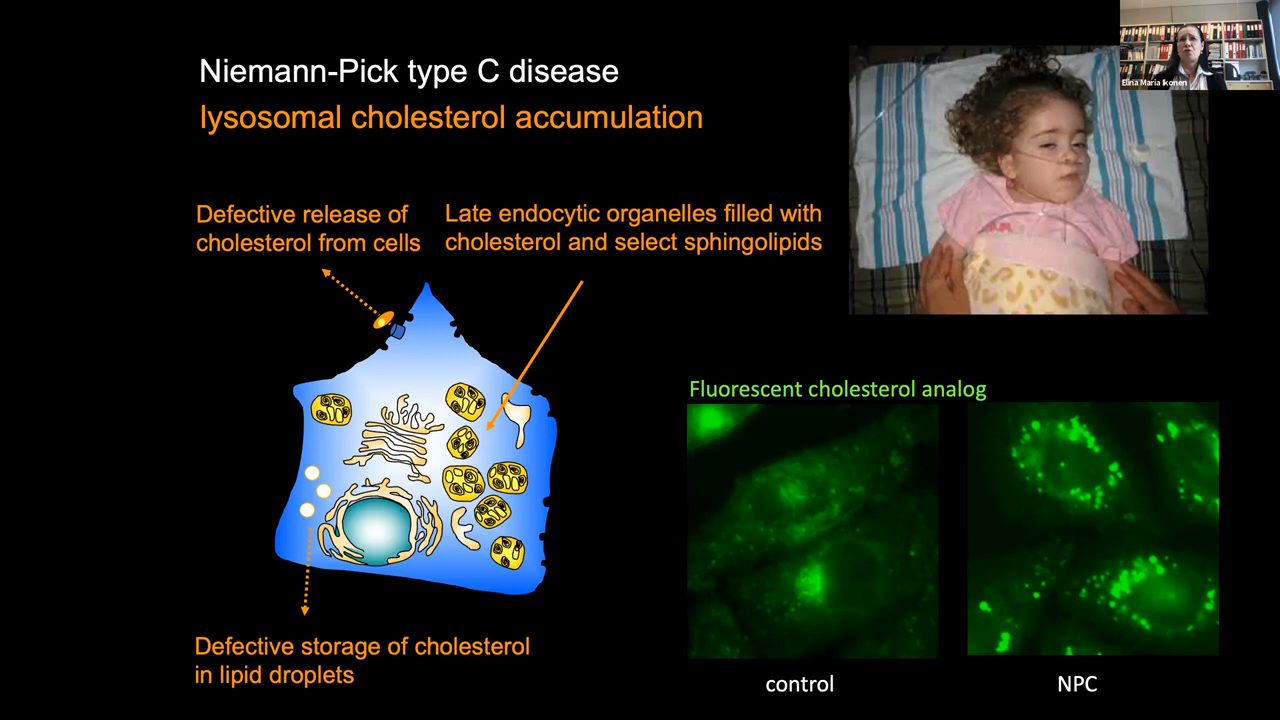 Niemann-Pick type C disease
lysosomal cholesterol accumulation
Elina Maria Ikonen
Defective release of
cholesterol from cells
Late endocytic organelles filled with
cholesterol and select sphingolipids
Fluorescent cholesterol analog
Defective storage of cholesterol
in lipid droplets
control
NPC